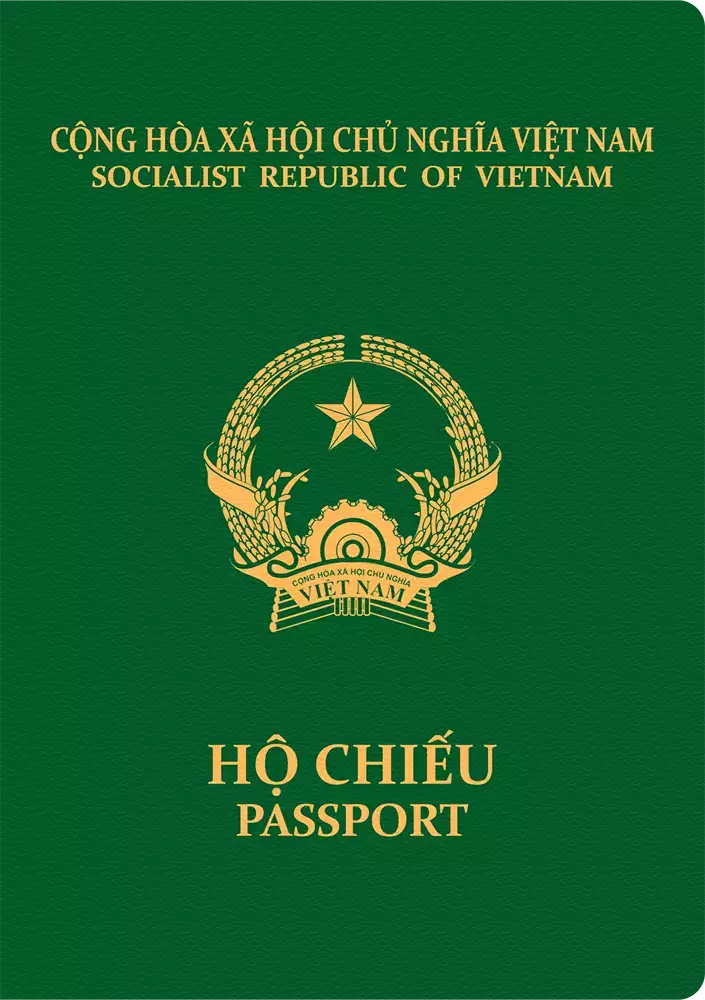 CỘNG HÒA XÃ HỘI CHỦ NGHĨA VIỆT NAM
SOCIALIST REPUBLIC OF VIETNAM
CỘNG HÒA XÃ HỘI CHỦ NGHĨA
VIỆT NAM
HỘ CHIẾU
PASSPORT